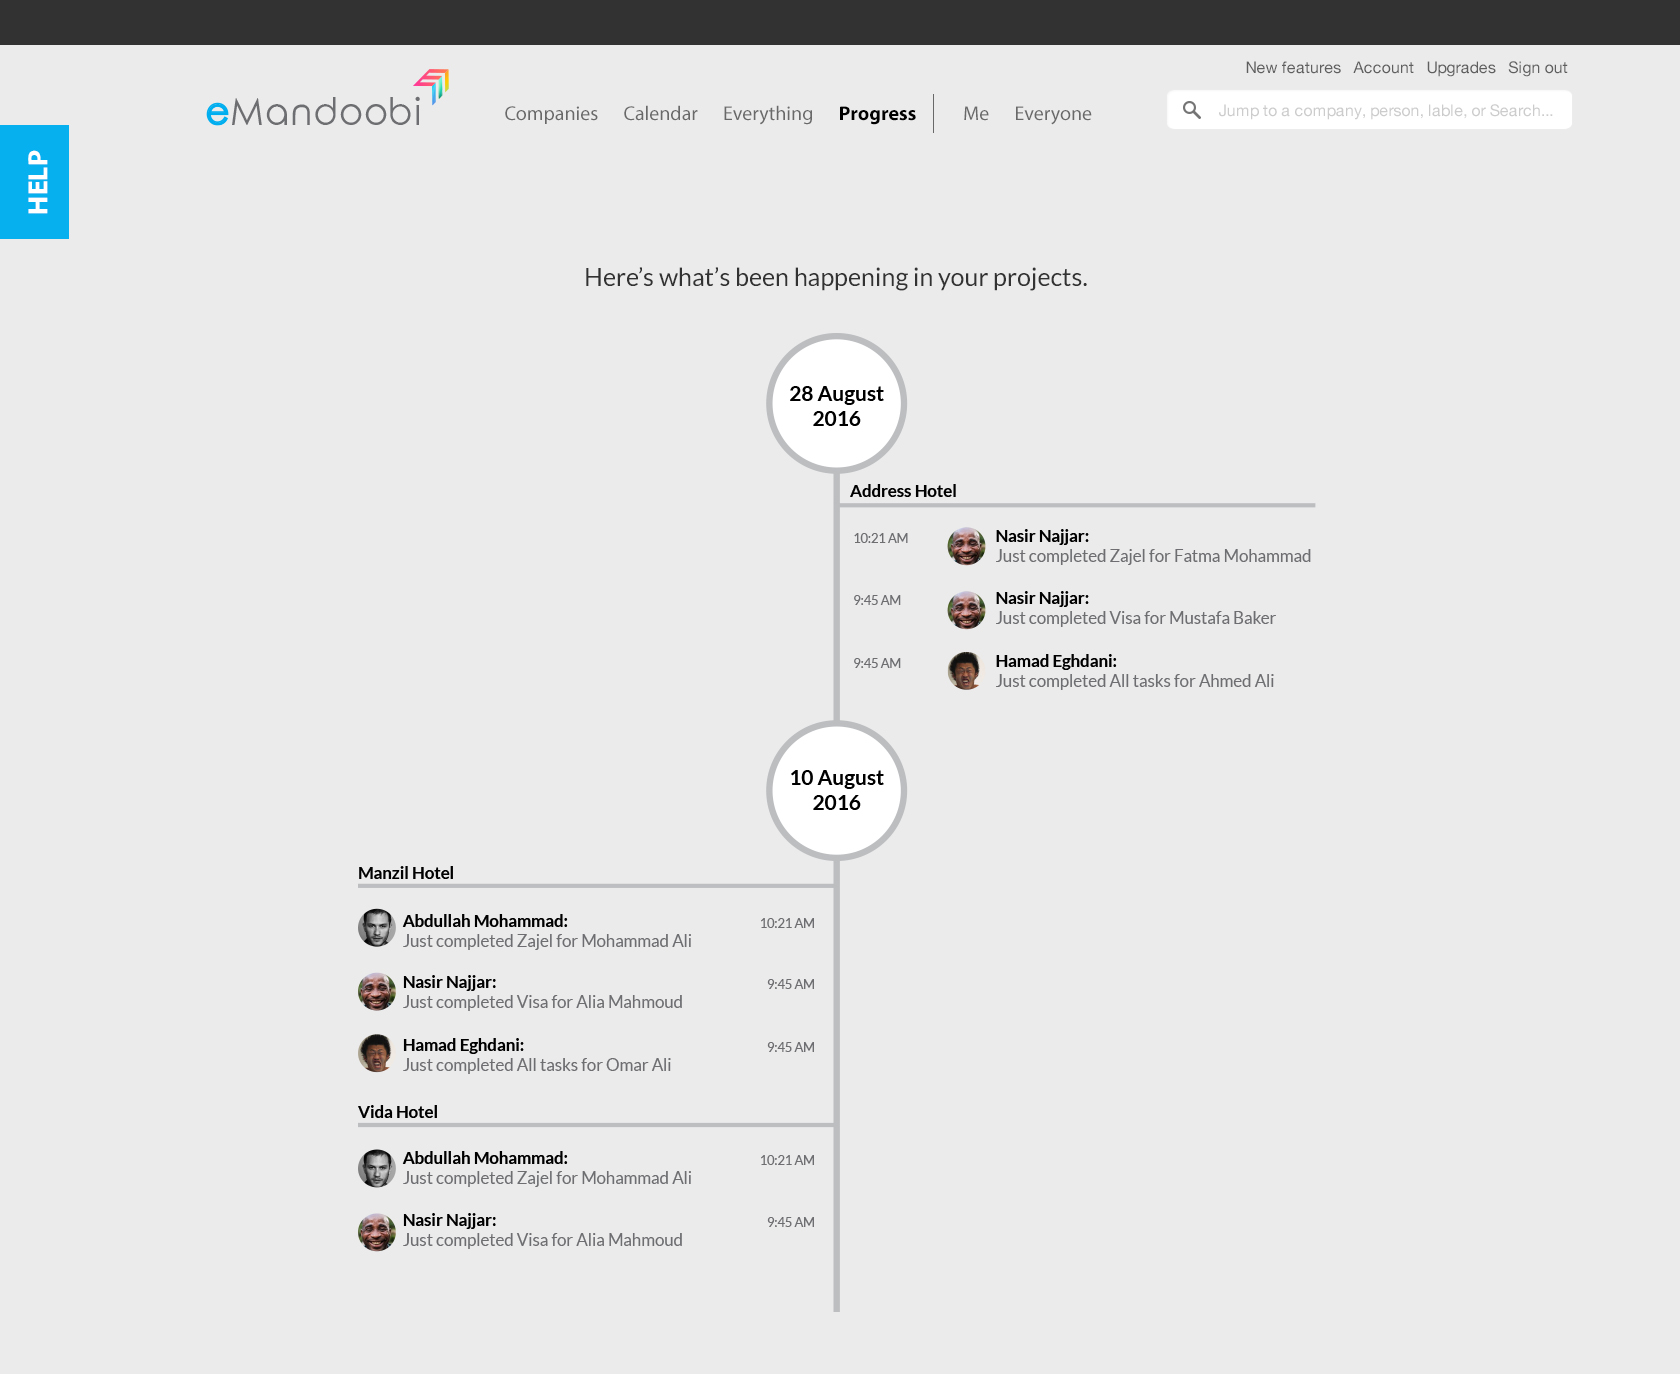 New features Account Upgrades Sign out
eMandoobi
Companies Calendar Everything Progress Me Everyone
Jump to a company, person, lable, or Search...
HELP
Here’s what’s been happening in your projects.
28 August
2016
Address Hotel
10:21 AM
Nasir Najjar:
Just completed Zajel for Fatma Mohammad
9:45 AM
Nasir Najjar:
Just completed Visa for Mustafa Baker
9:45 AM
Hamad Eghdani:
Just completed All tasks for Ahmed Ali
10 August
2016
Manzil Hotel
Abdullah Mohammad:
Just completed Zajel for Mohammad Ali
10:21 AM
Nasir Najjar:
Just completed Visa for Alia Mahmoud
9:45 AM
Hamad Eghdani:
Just completed All tasks for Omar Ali
9:45 AM
Vida Hotel
Abdullah Mohammad:
Just completed Zajel for Mohammad Ali
10:21 AM
Nasir Najjar:
Just completed Visa for Alia Mahmoud
9:45 AM